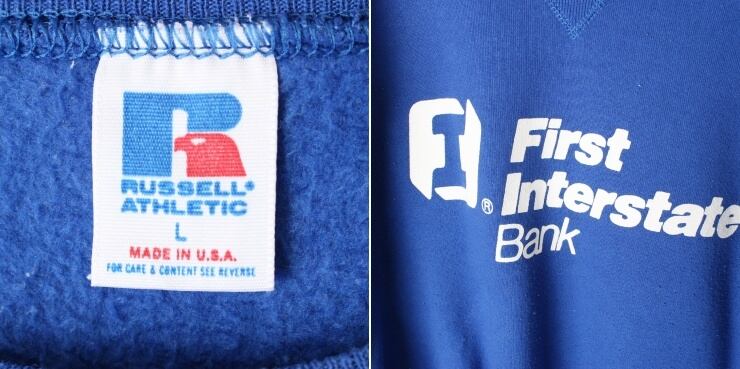 R
RUSSELL®
ATHLETIC
L
MADE IN U.S.A.
FOR CARE & CONTENT SEE REVERSE
I
®
First
Interstate
Bank